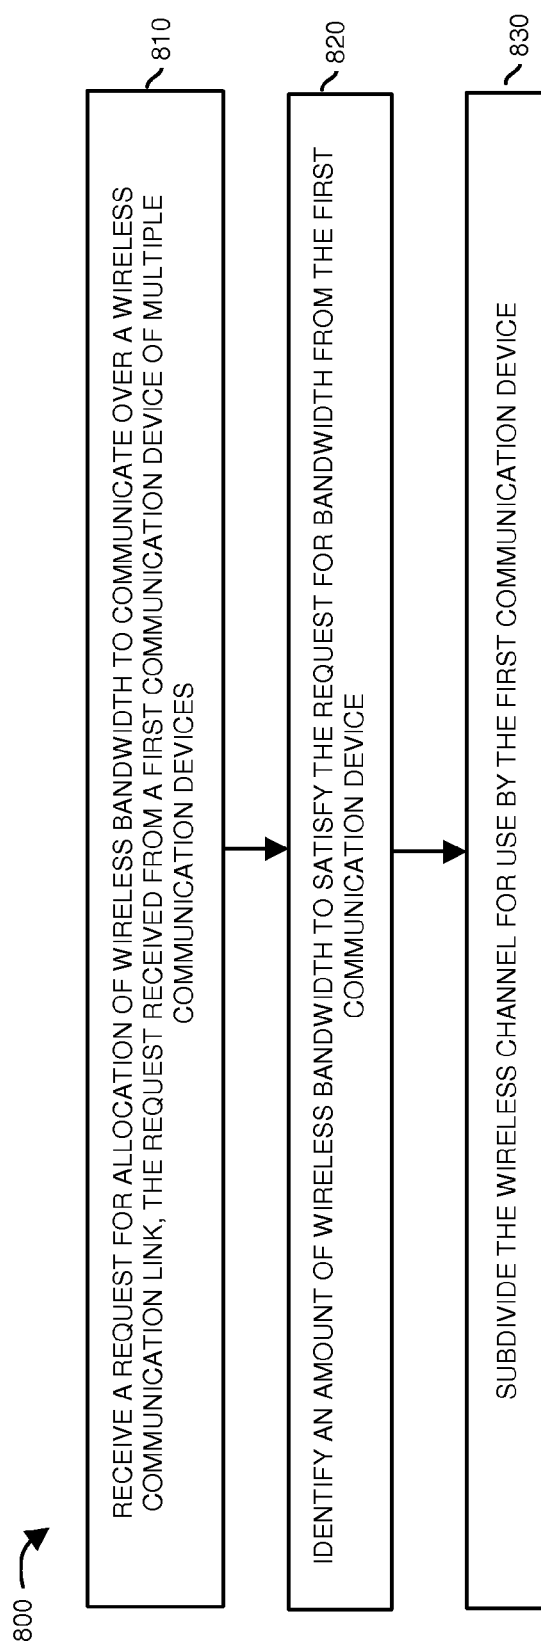 800
RECEIVE A REQUEST FOR ALLOCATION OF WIRELESS BANDWIDTH TO COMMUNICATE OVER A WIRELESS
COMMUNICATION LINK, THE REQUEST RECEIVED FROM A FIRST COMMUNICATION DEVICE OF MULTIPLE
COMMUNICATION DEVICES
810
IDENTIFY AN AMOUNT OF WIRELESS BANDWIDTH TO SATISFY THE REQUEST FOR BANDWIDTH FROM THE FIRST
COMMUNICATION DEVICE
820
SUBDIVIDE THE WIRELESS CHANNEL FOR USE BY THE FIRST COMMUNICATION DEVICE
830